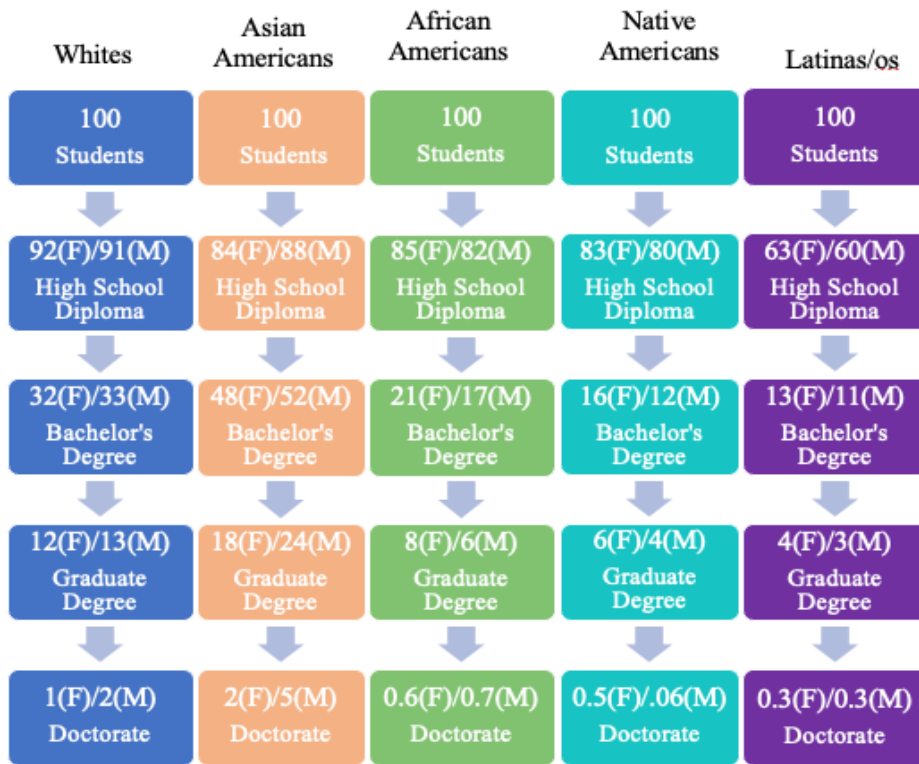 Whites
Asian
Americans
African
Americans
Native
Americans
Latinas/os
100
Students
100
Students
100
Students
100
Students
100
Students
92(F)/91(M)
High School
Diploma
84(F)/88(M)
High School
Diploma
85(F)/82(M)
High School
Diploma
83(F)/80(M)
High School
Diploma
63(F)/60(M)
High School
Diploma
32(F)/33(M)
Bachelor's
Degree
48(F)/52(M)
Bachelor's
Degree
21(F)/17(M)
Bachelor's
Degree
16(F)/12(M)
Bachelor's
Degree
13(F)/11(M)
Bachelor's
Degree
12(F)/13(M)
Graduate
Degree
18(F)/24(M)
Graduate
Degree
8(F)/6(M)
Graduate
Degree
6(F)/4(M)
Graduate
Degree
4(F)/3(M)
Graduate
Degree
1(F)/2(M)
Doctorate
2(F)/5(M)
Doctorate
0.6(F)/0.7(M)
Doctorate
0.5(F)/.06(M)
Doctorate
0.3(F)/0.3(M)
Doctorate